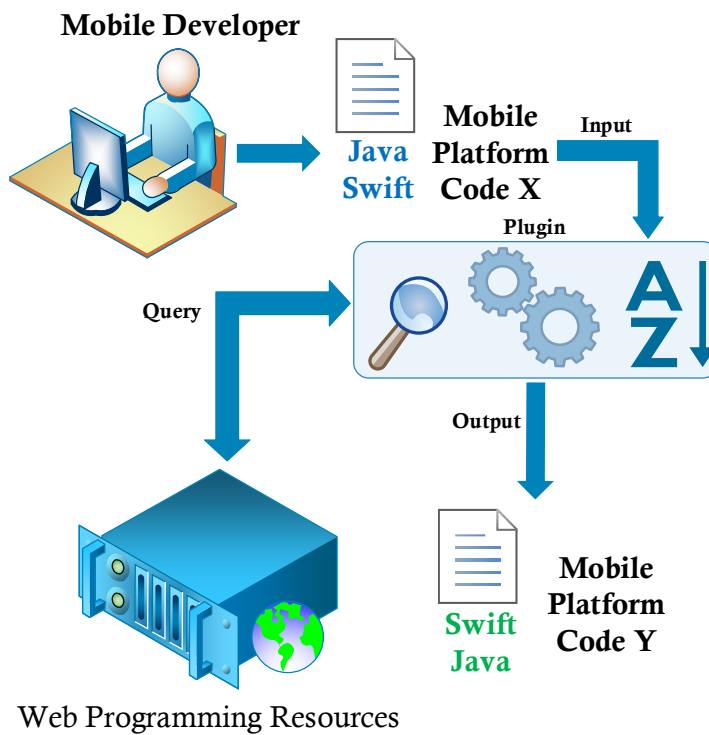 Mobile Developer
Java
Swift
Mobile
Platform
Code X
Input
Plugin
A
Z
Query
Output
Swift
Java
Mobile
Platform
Code Y
Web Programming Resources